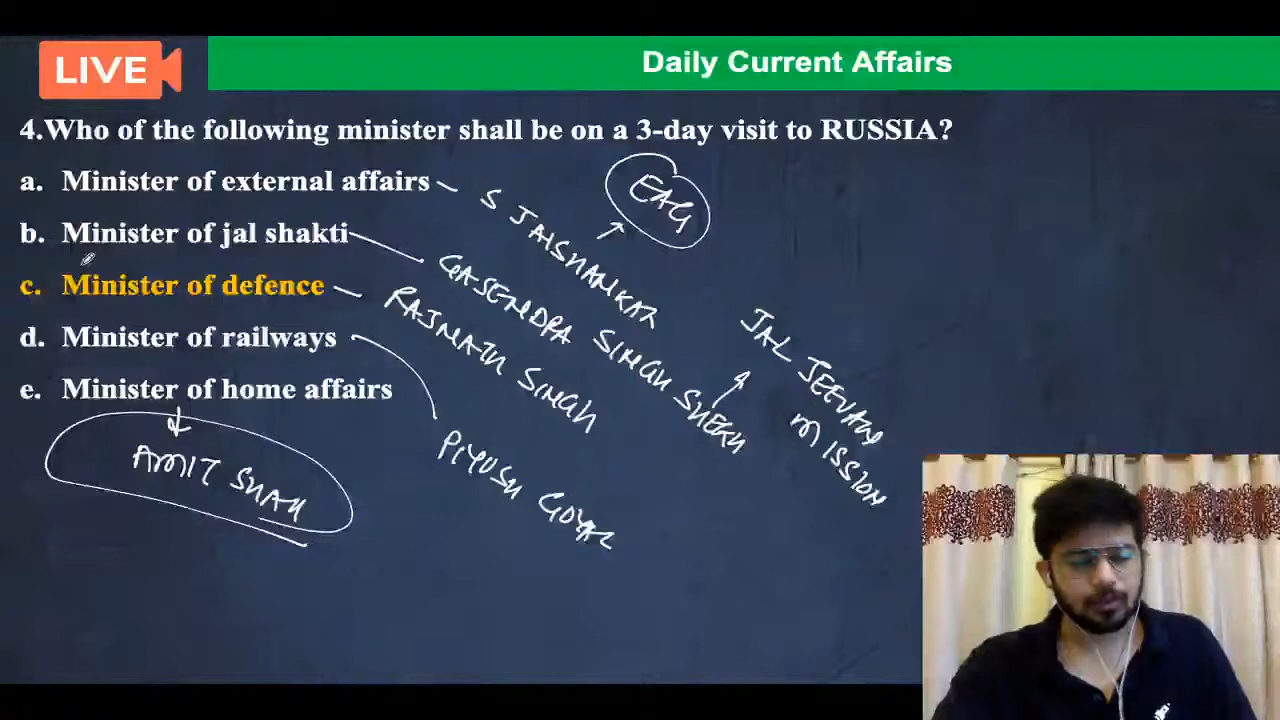 LIVE
Daily Current Affairs
4.Who of the following minister shall be on a 3-day visit to RUSSIA?
a. Minister of external affairs
S JAISHANKAR
EAG
b. Minister of jal shakti
GAJENDRA SINGH SHEKH
JAL JEEVAN
MISSION
c. Minister of defence
RAJNATH SINGH
d. Minister of railways
PIYUSH GOYAL
e. Minister of home affairs
AMIT SHAH